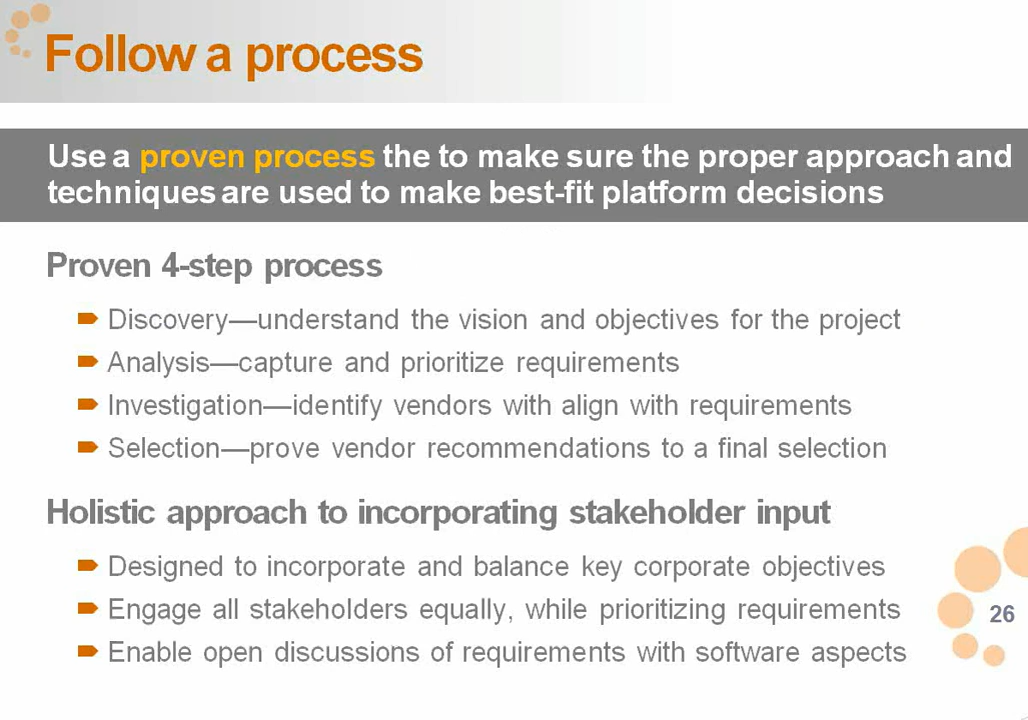 Follow a process
Use a proven process the to make sure the proper approach and
techniques are used to make best-fit platform decisions
Proven 4-step process
Discovery—understand the vision and objectives for the project
Analysis—capture and prioritize requirements
Investigation—identify vendors with align with requirements
Selection—prove vendor recommendations to a final selection
Holistic approach to incorporating stakeholder input
Designed to incorporate and balance key corporate objectives
Engage all stakeholders equally, while prioritizing requirements
Enable open discussions of requirements with software aspects
26